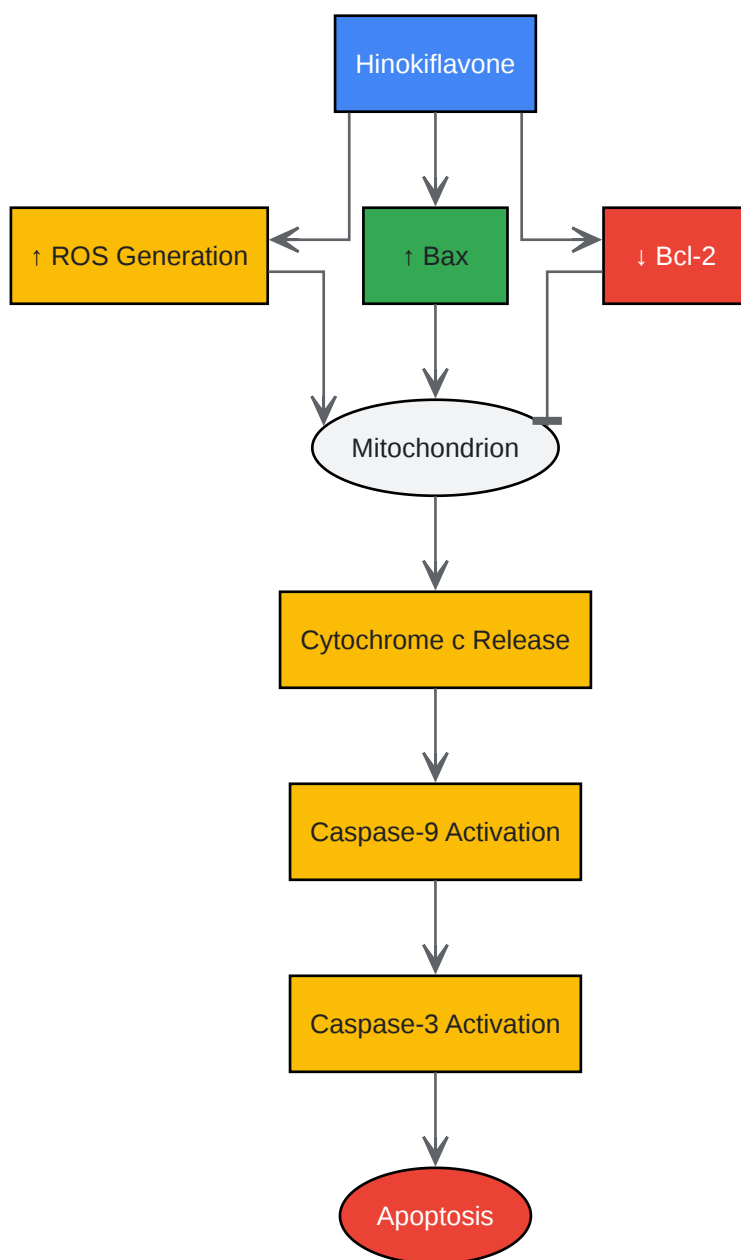 Hinokiflavone
↑ ROS Generation
↑ Bax
↓ Bcl-2
Mitochondrion
Cytochrome c Release
Caspase-9 Activation
Caspase-3 Activation
Apoptosis